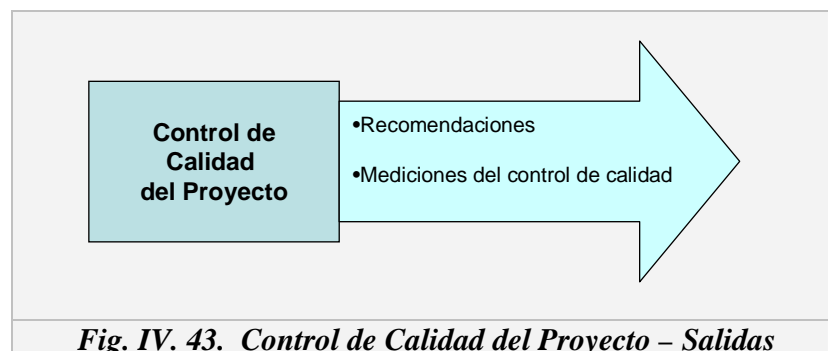 Control de
Calidad
del Proyecto
•Recomendaciones
•Mediciones del control de calidad
Fig. IV. 43. Control de Calidad del Proyecto – Salidas